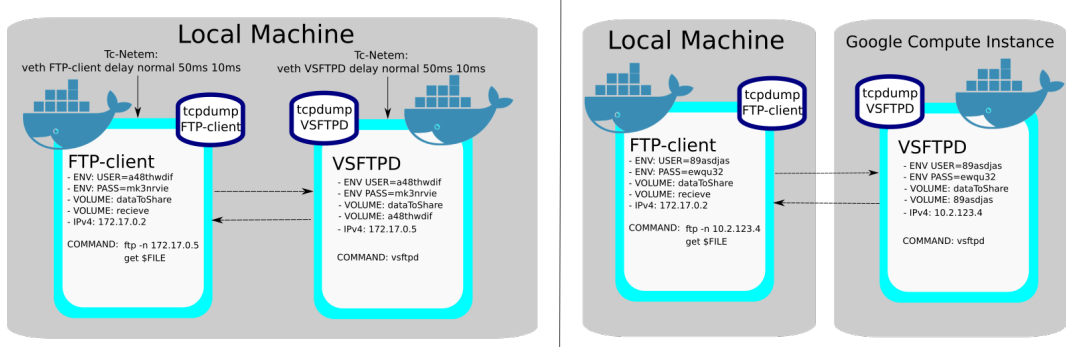 Local Machine
Tc-Netem:
veth FTP-client delay normal 50ms 10ms
Tc-Netem:
veth VSFTPD delay normal 50ms 10ms
tcpdump
FTP-client
FTP-client
- ENV: USER=a48thwdif
- ENV: PASS=mk3nrvie
- VOLUME: dataToShare
- VOLUME: recieve
- IPv4: 172.17.0.2
COMMAND: ftp -n 172.17.0.5
get $FILE
tcpdump
VSFTPD
VSFTPD
- ENV USER=a48thwdif
- ENV PASS=mk3nrvie
- VOLUME: dataToShare
- VOLUME: a48thwdif
- IPv4: 172.17.0.5
COMMAND: vsftpd
Local Machine
tcpdump
FTP-client
FTP-client
- ENV: USER=89asdjas
- ENV: PASS=ewqu32
- VOLUME: dataToShare
- VOLUME: recieve
- IPv4: 172.17.0.2
COMMAND: ftp -n 10.2.123.4
get $FILE
Google Compute Instance
tcpdump
VSFTPD
VSFTPD
- ENV USER=89asdjas
- ENV PASS=ewqu32
- VOLUME: dataToShare
- VOLUME: 89asdjas
- IPv4: 10.2.123.4
COMMAND: vsftpd